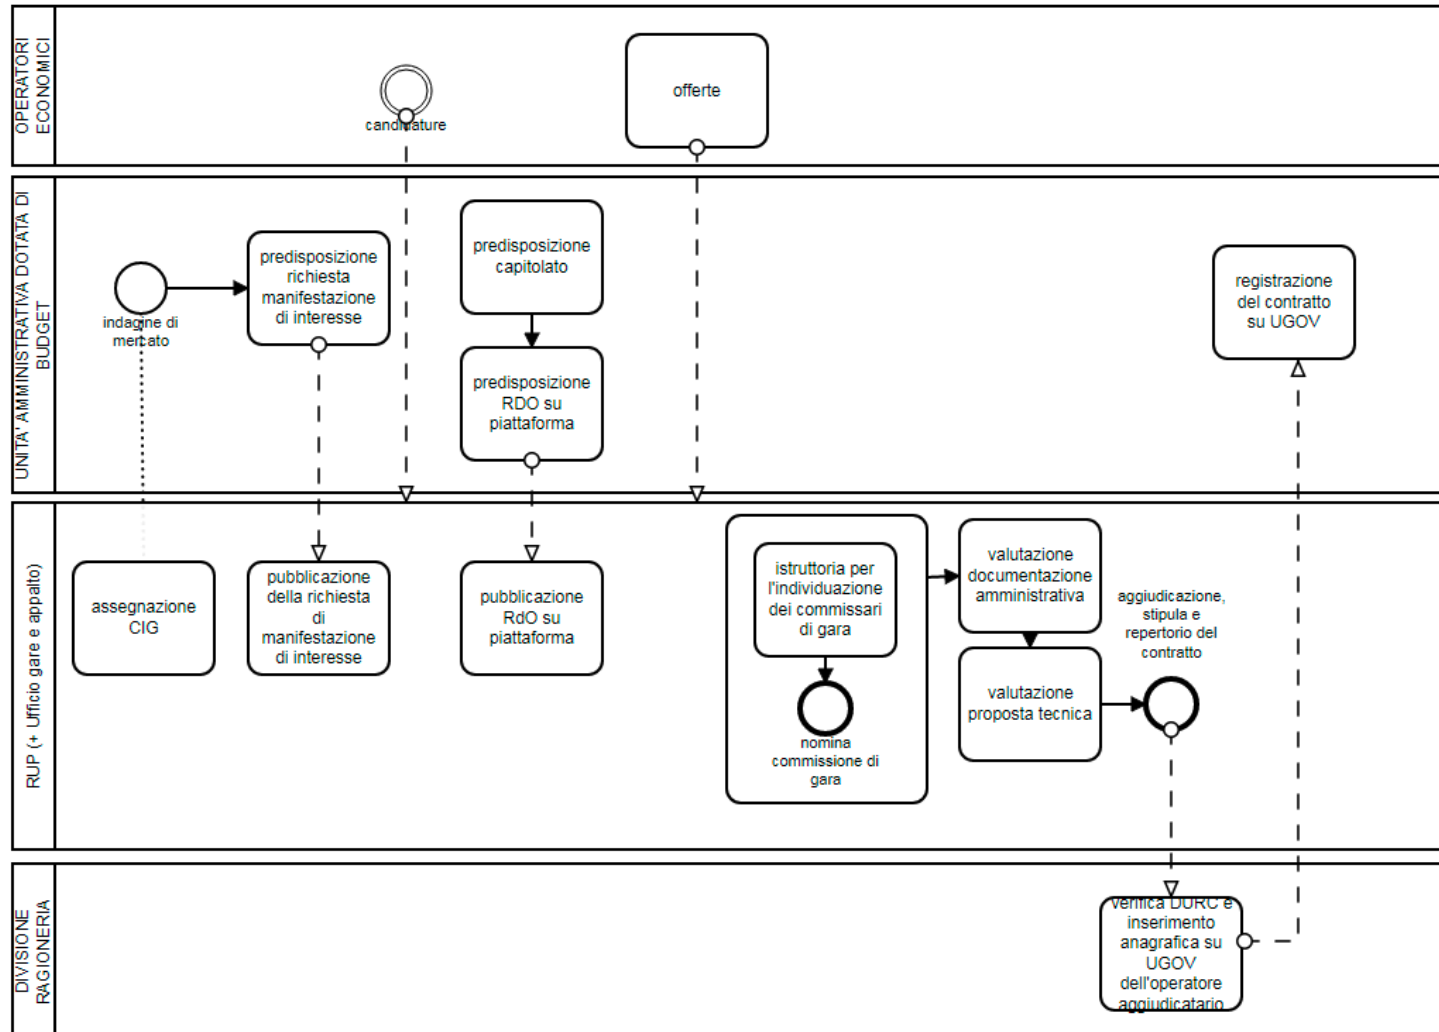 OPERATORI
ECONOMICI
candidature
offerte
UNITA' AMMINISTRATIVA DOTATA DI
BUDGET
indagine di
mercato
predisposizione
richiesta
manifestazione
di interesse
predisposizione
capitolato
predisposizione
RDO su
piattaforma
registrazione
del contratto
su UGOV
RUP (+ Ufficio gare e appalto)
assegnazione
CIG
pubblicazione
della richiesta
di
manifestazione
di interesse
pubblicazione
RdO su
piattaforma
istruttoria per
l'individuazione
dei commissari
di gara
nomina
commissione di
gara
valutazione
documentazione
amministrativa
valutazione
proposta tecnica
aggiudicazione,
stipula e
repertorio del
contratto
DIVISIONE
RAGIONERIA
verifica DURC e
inserimento
anagrafica su
UGOV
dell'operatore
aggiudicatario